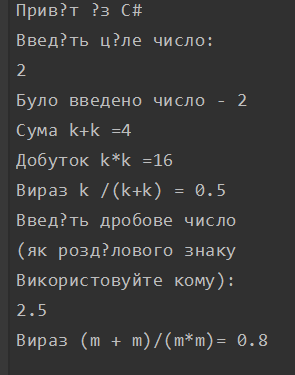 Прив?т ?з C#
Введ?ть ц?ле число:
2
Було введено число - 2
Сума k+k =4
Добуток k*k =16
Вираз k /(k+k) = 0.5
Введ?ть дробове число
(як розд?лового знаку
Використовуйте кому):
2.5
Вираз (m + m)/(m*m)= 0.8